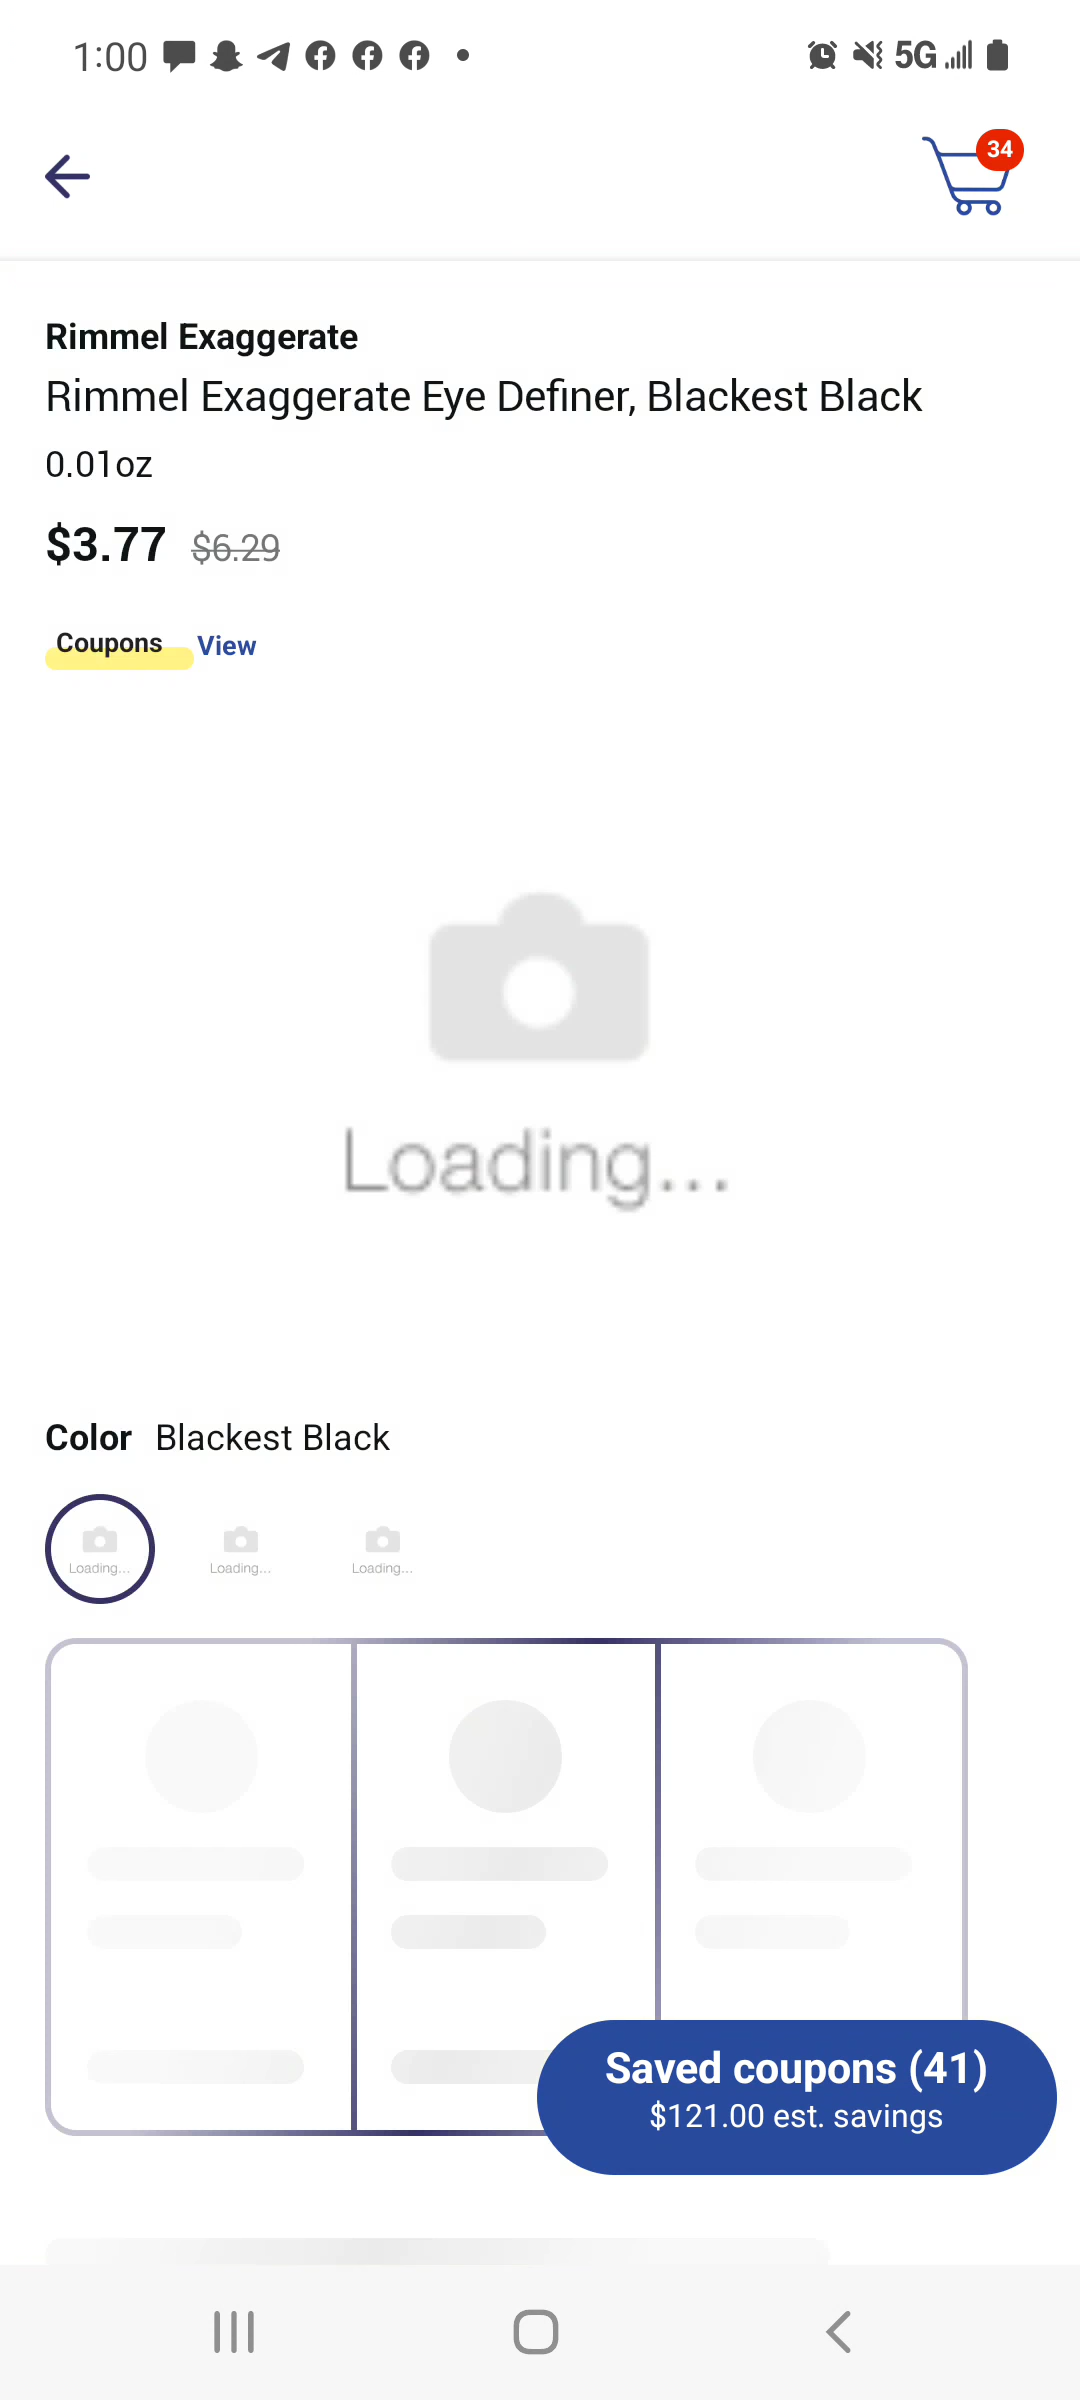 1:00
5G
34
Rimmel Exaggerate
Rimmel Exaggerate Eye Definer, Blackest Black
0.01oz
$3.77 $6.29
Coupons View
Loading...
Color Blackest Black
Loading... Loading... Loading...
Saved coupons (41)
$121.00 est. savings